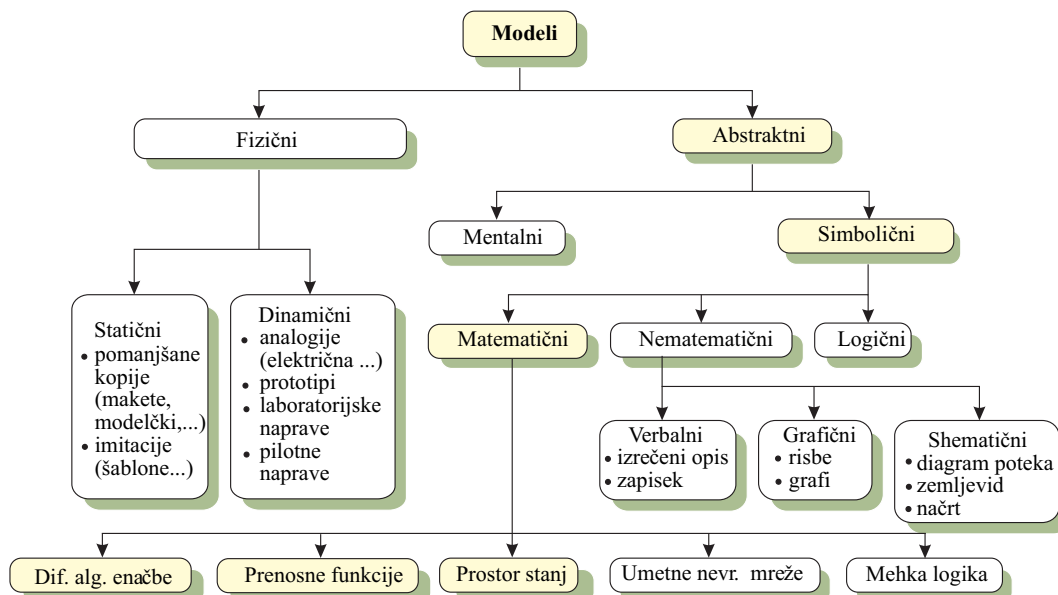 Modeli
Fizični
Abstraktni
Mentalni
Simbolični
Statični
• pomanjšane
kopije
(makete,
modelčki,...)
• imitacije
(šablone...)
Dinamični
• analogije
(električna ...)
• prototipi
• laboratorijske
naprave
• pilotne
naprave
Matematični
Nematematični
Logični
Verbalni
• izrečeni opis
• zapisek
Grafični
• risbe
• grafi
Shematični
• diagram poteka
• zemljevid
• načrt
Dif. alg. enačbe
Prenosne funkcije
Prostor stanj
Umetne nevr. mreže
Mehka logika